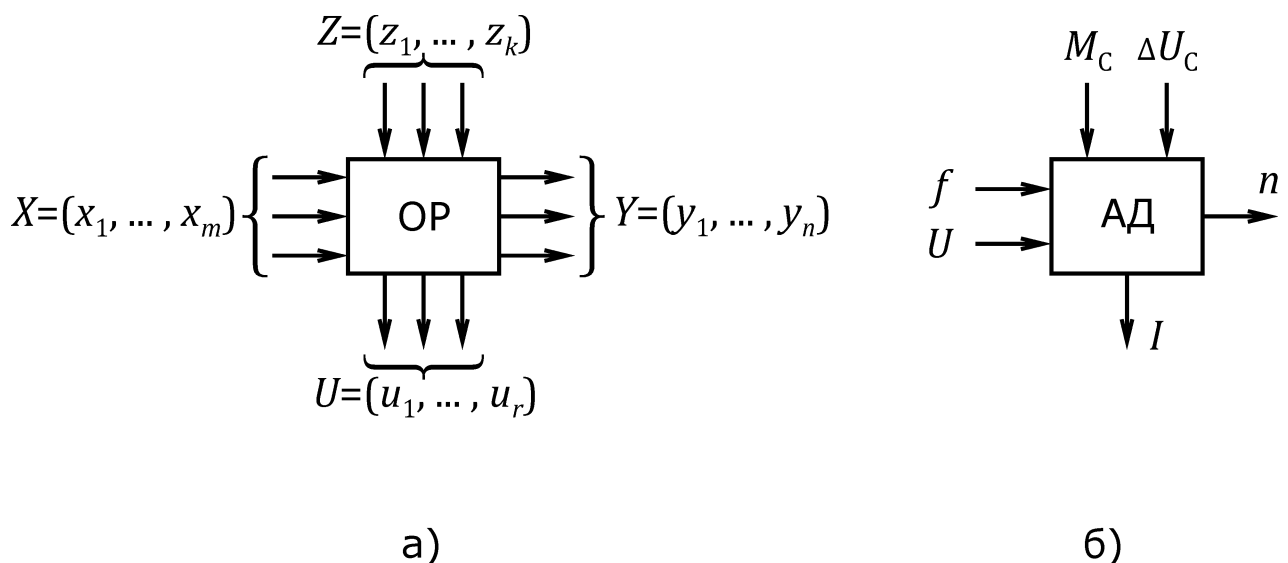 Z=(z1, ... , zk)
X=(x1, ... , xm)
ОР
Y=(y1, ... , yn)
U=(u1, ... , ur)
а)
MС ΔUС
f
U
АД
n
I
б)